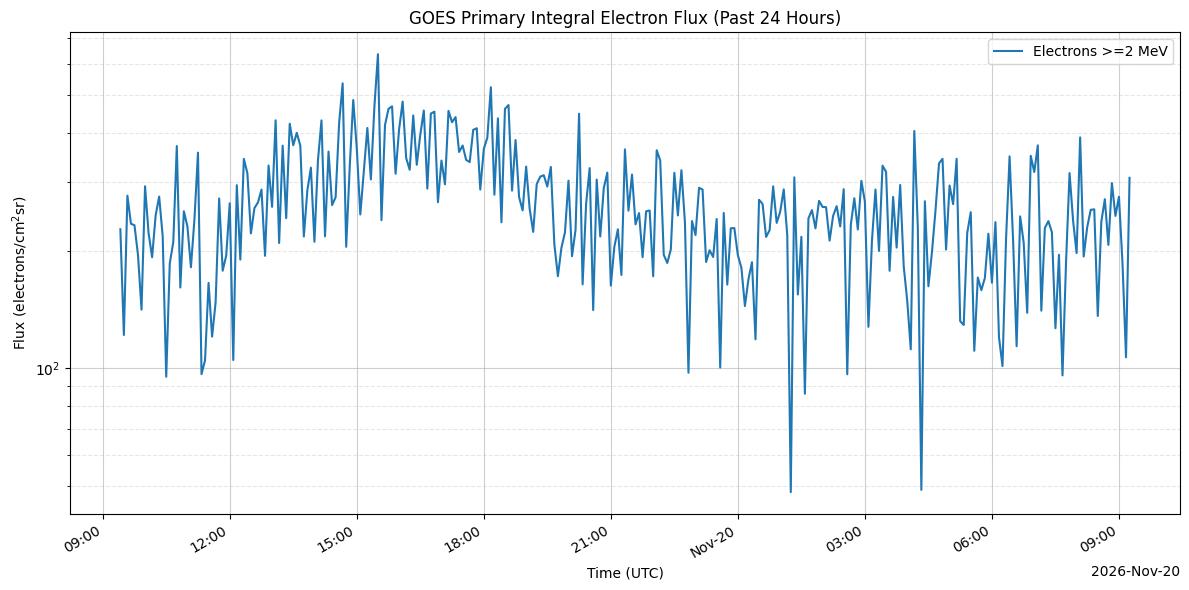 GOES Primary Integral Electron Flux (Past 24 Hours)
Electrons >=2 MeV
Flux (electrons/cm²sr)
10²
09:00
12:00
15:00
18:00
21:00
Nov-20
03:00
06:00
09:00
Time (UTC)
2026-Nov-20